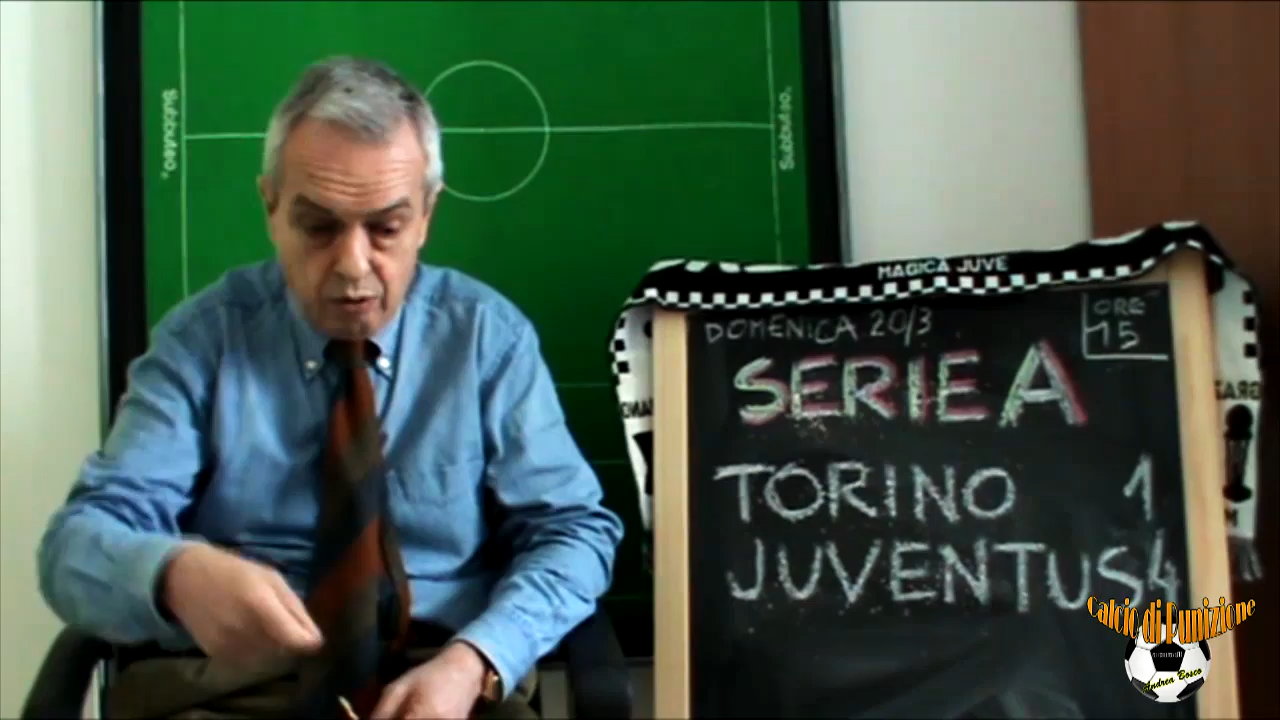 Subbuteo.
Subbuteo.
MAGICA JUVE
DOMENICA 20/3
ORE
15
SERIE A
TORINO 1
JUVENTUS 4
Calcio di Punizione
Andrea Bosco